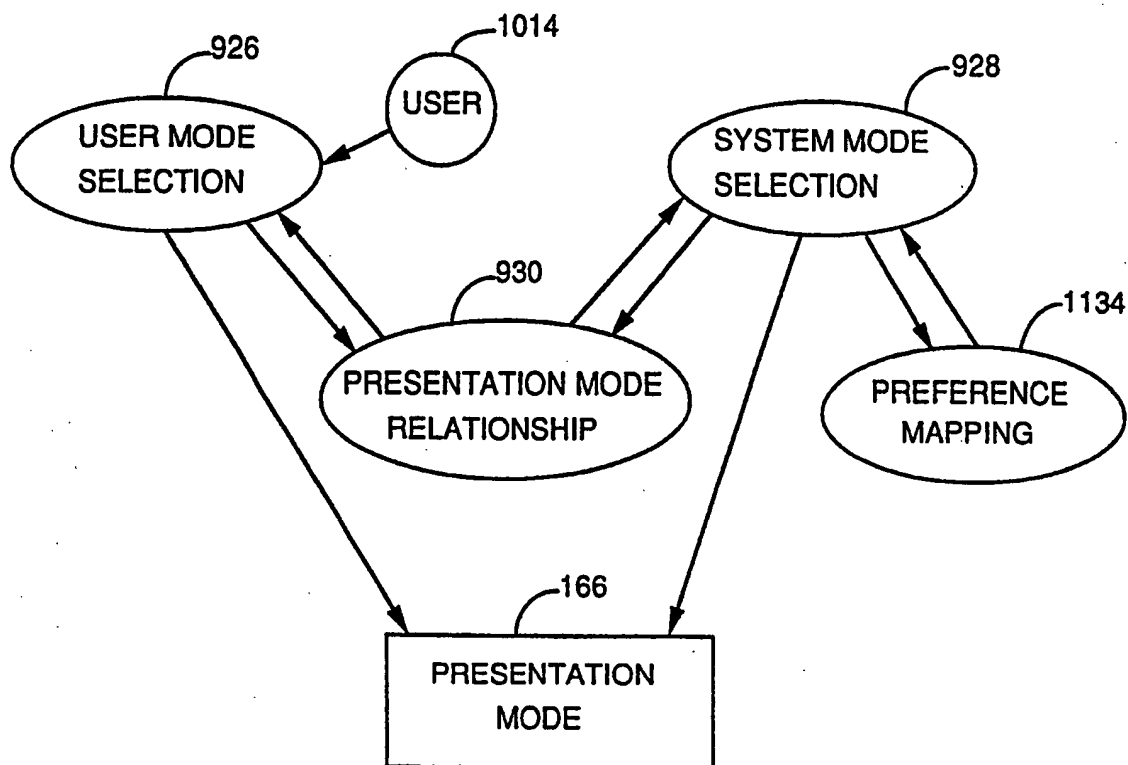 1014
926
USER
928
USER MODE
SELECTION
SYSTEM MODE
SELECTION
930
1134
PRESENTATION MODE
RELATIONSHIP
PREFERENCE
MAPPING
166
PRESENTATION
MODE